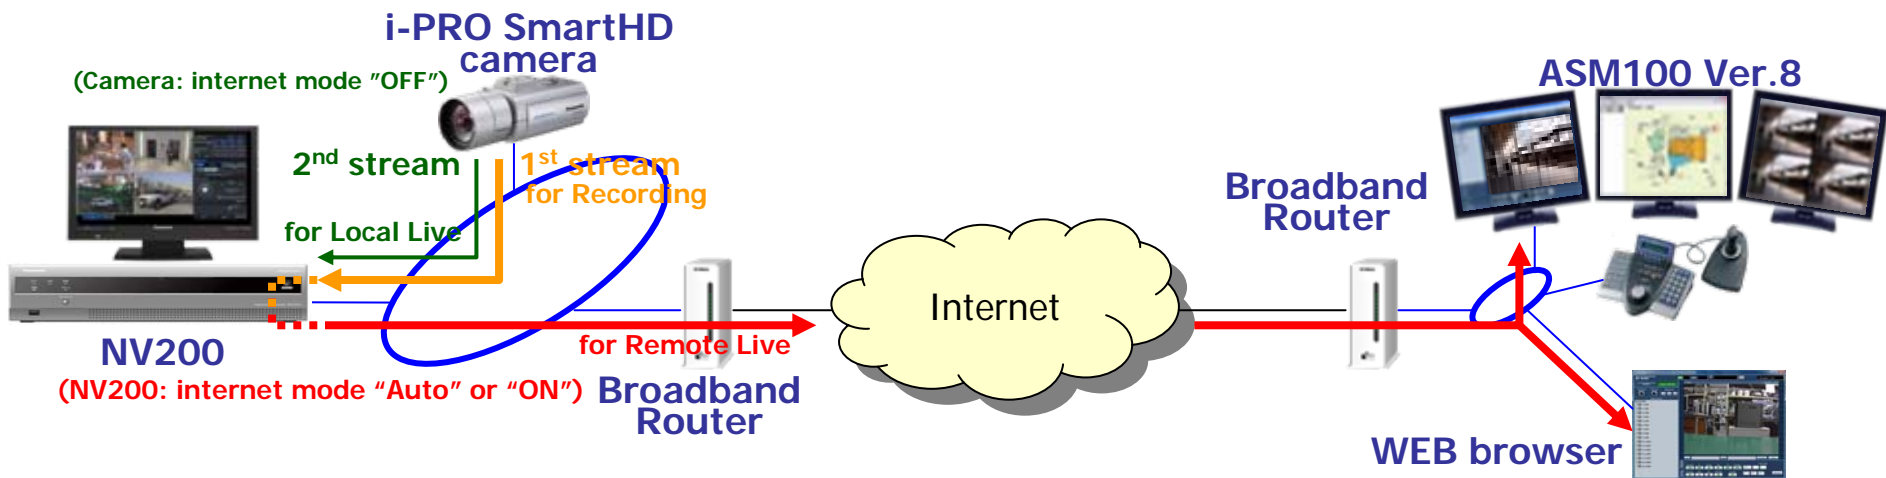 i-PRO SmartHD
camera
(Camera: internet mode ”OFF”)
2nd stream
1st stream
for Recording
for Local Live
NV200
(NV200: internet mode “Auto” or “ON”)
for Remote Live
Broadband
Router
Internet
Broadband
Router
ASM100 Ver.8
WEB browser